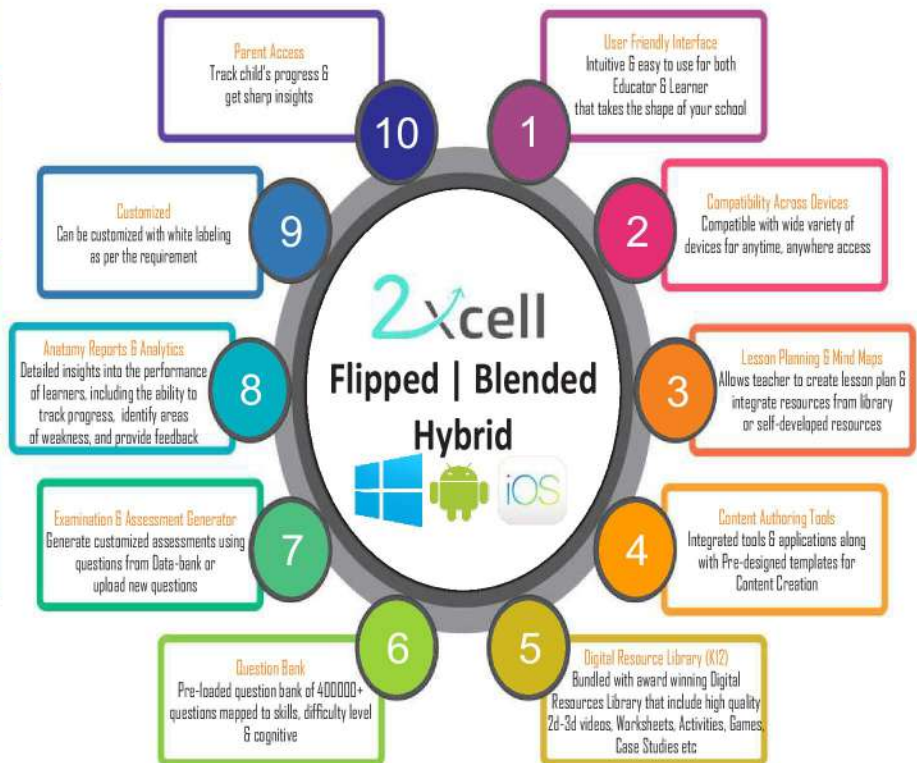 Parent Access
Track child's progress &
get sharp insights
10
User Friendly Interface
Intuitive & easy to use for both
Educator & Learner
that takes the shape of your school
1
Customized
Can be customized with white labeling
as per the requirement
9
Compatibility Across Devices
Compatible with wide variety of
devices for anytime, anywhere access
2
2xcell
Flipped | Blended
Hybrid
iOS
Anatomy Reports & Analytics
Detailed insights into the performance
of learners, including the ability to
track progress, identify areas
of weakness, and provide feedback
8
Lesson Planning & Mind Maps
Allows teacher to create lesson plan &
integrate resources from library
or self-developed resources
3
Examination & Assessment Generator
Generate customized assessments using
questions from Data-bank or
upload new questions
7
Content Authoring Tools
Integrated tools & applications along
with Pre-designed templates for
Content Creation
4
Question Bank
Pre-loaded question bank of 400000+
questions mapped to skills, difficulty level
& cognitive
6
Digital Resource Library (K12)
Bundled with award winning Digital
Resources Library that include high quality
2d-3d videos, Worksheets, Activities, Games,
Case Studies etc
5